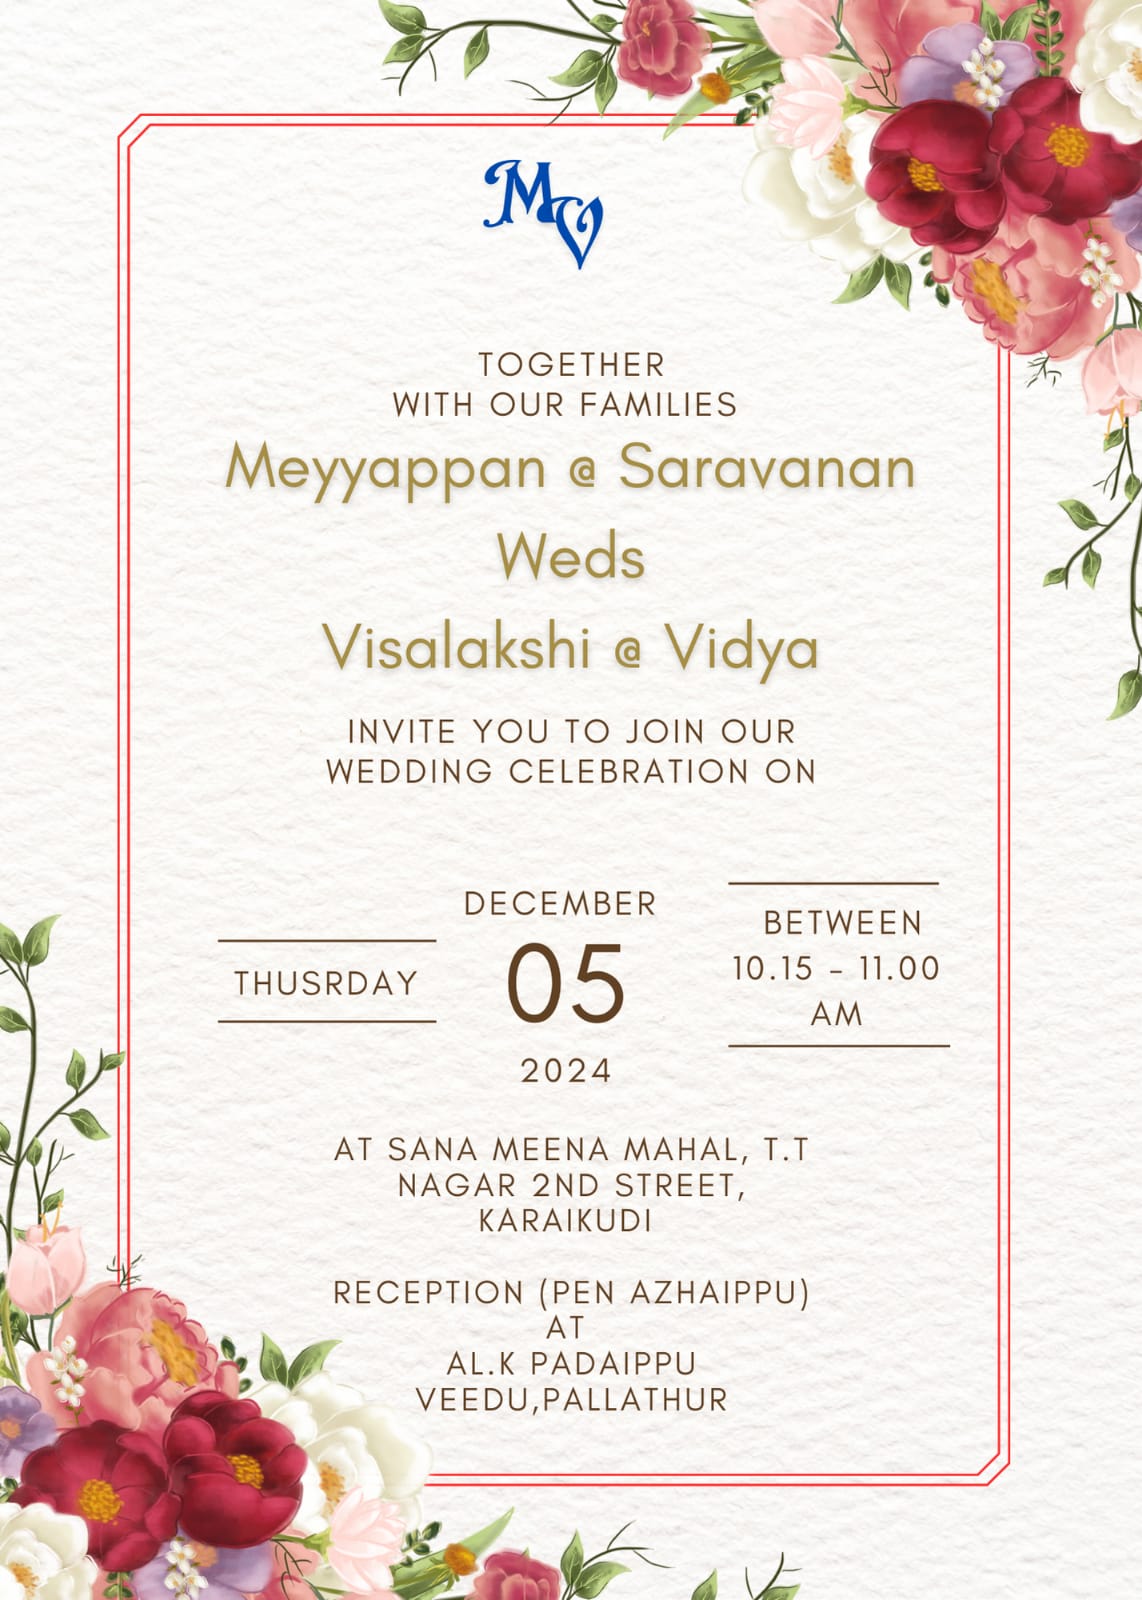 MV
TOGETHER
WITH OUR FAMILIES
Meyyappan @ Saravanan
Weds
Visalakshi @ Vidya
INVITE YOU TO JOIN OUR
WEDDING CELEBRATION ON
THUSRDAY
DECEMBER
05
2024
BETWEEN
10.15 - 11.00
AM
AT SANA MEENA MAHAL, T.T
NAGAR 2ND STREET,
KARAIKUDI
RECEPTION (PEN AZHAIPPU)
AT
AL.K PADAIPPU
VEEDU,PALLATHUR